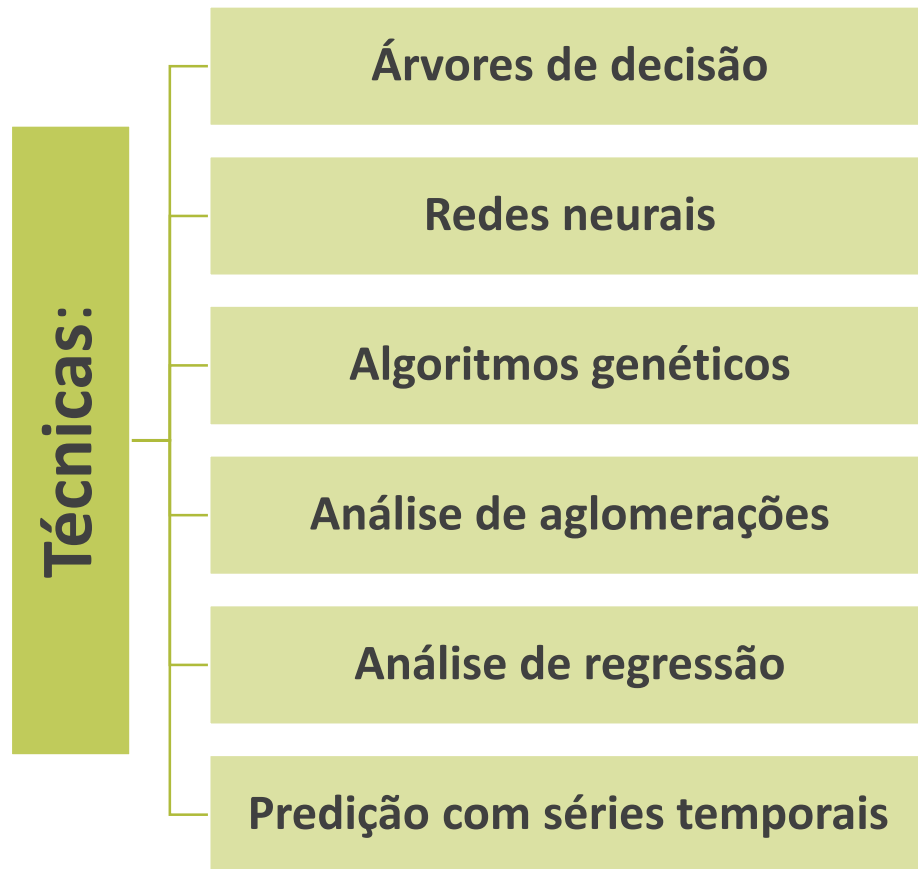 Técnicas:
Árvores de decisão
Redes neurais
Algoritmos genéticos
Análise de aglomerações
Análise de regressão
Predição com séries temporais